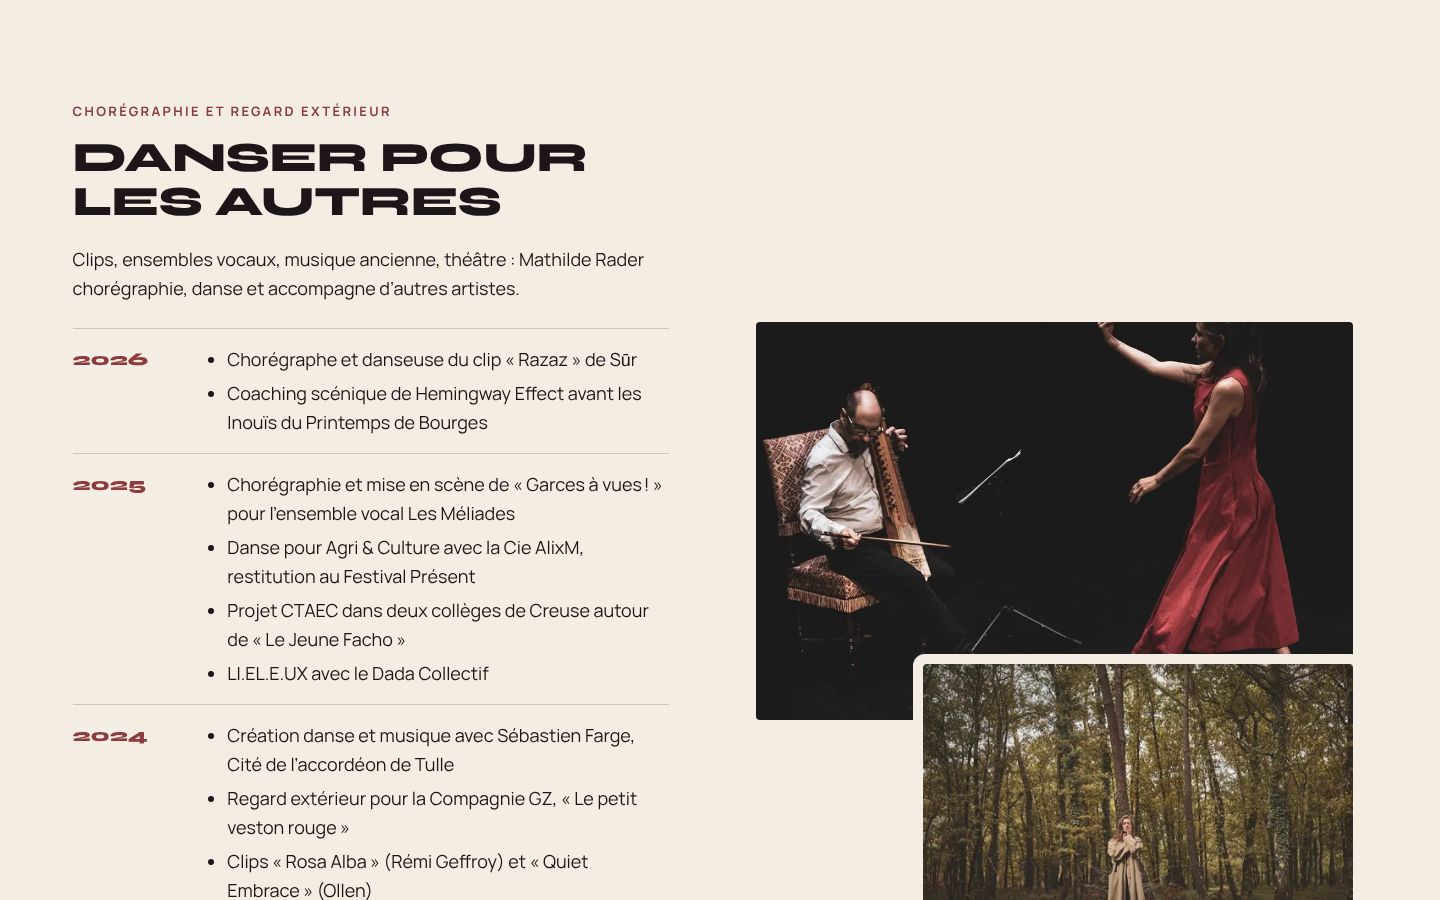 CHORÉGRAPHIE ET REGARD EXTÉRIEUR
DANSER POUR
LES AUTRES
Clips, ensembles vocaux, musique ancienne, théâtre : Mathilde Rader
chorégraphie, danse et accompagne d’autres artistes.
2026
• Chorégraphe et danseuse du clip « Razaz » de Sūr
• Coaching scénique de Hemingway Effect avant les
Inouïs du Printemps de Bourges
2025
• Chorégraphie et mise en scène de « Garces à vues ! »
pour l’ensemble vocal Les Méliades
• Danse pour Agri & Culture avec la Cie AlixM,
restitution au Festival Présent
• Projet CTAEC dans deux collèges de Creuse autour
de « Le Jeune Facho »
• LI.EL.E.UX avec le Dada Collectif
2024
• Création danse et musique avec Sébastien Farge,
Cité de l’accordéon de Tulle
• Regard extérieur pour la Compagnie GZ, « Le petit
veston rouge »
• Clips « Rosa Alba » (Rémi Geffroy) et « Quiet
Embrace » (Ollen)